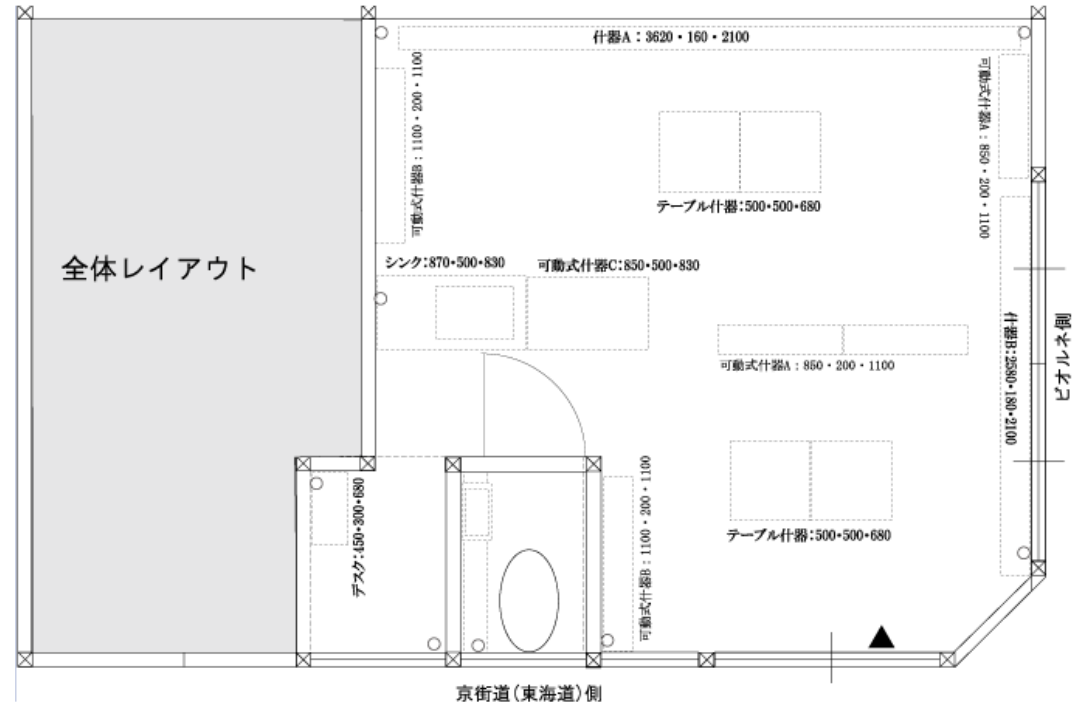 什器A：3620・160・2100
可動式什器B：1100・200・1100
可動式什器A：850・200・1100
テーブル什器：500・500・680
全体レイアウト
シンク：870・500・830
可動式什器C：850・500・830
可動式什器A：850・200・1100
什器B：2580・180・2100
ビオルネ側
デスク：450・300・680
可動式什器B：1100・200・1100
テーブル什器：500・500・680
京街道（東海道）側